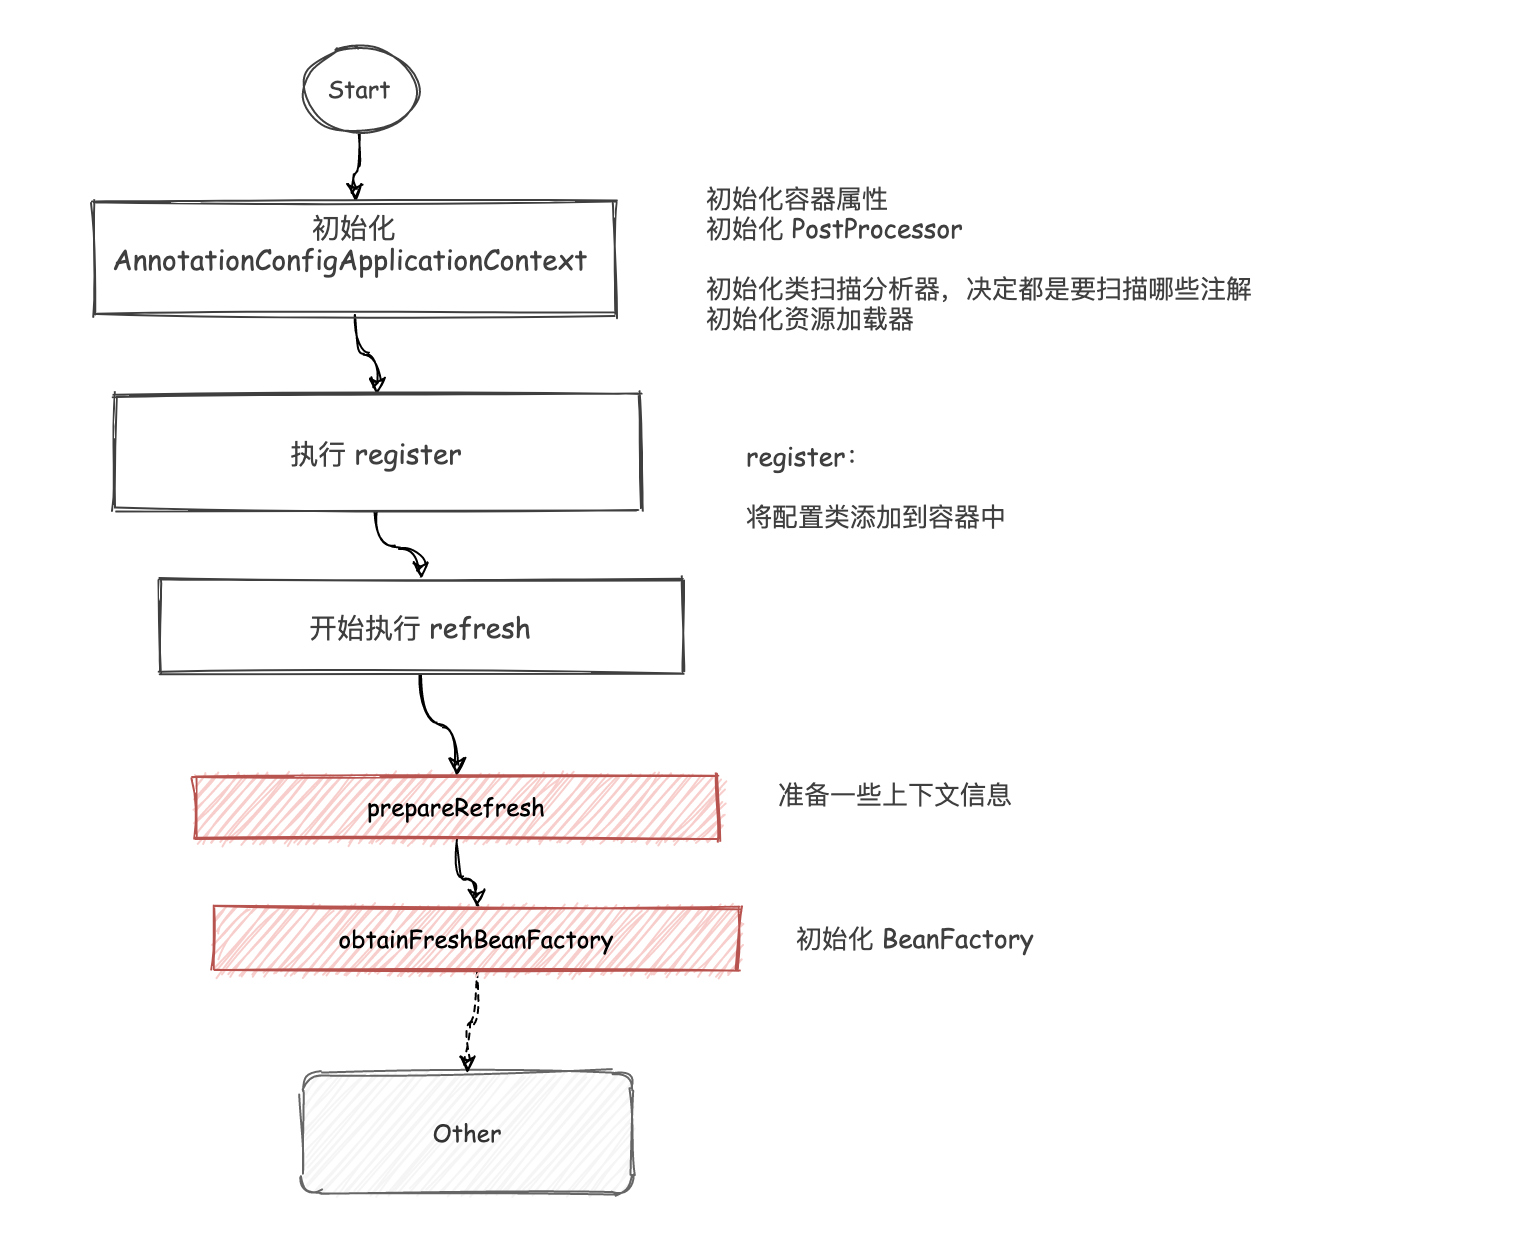 Start
初始化
AnnotationConfigApplicationContext
初始化容器属性
初始化 PostProcessor
初始化类扫描分析器，决定都是要扫描哪些注解
初始化资源加载器
执行 register
register：
将配置类添加到容器中
开始执行 refresh
prepareRefresh
准备一些上下文信息
obtainFreshBeanFactory
初始化 BeanFactory
Other